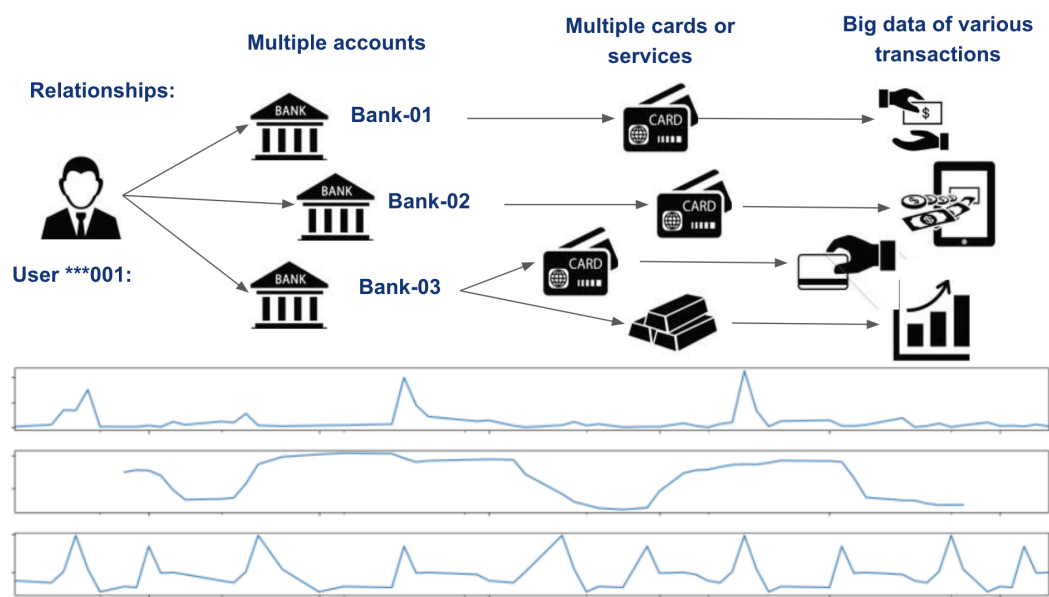 Multiple accounts
Multiple cards or
services
Big data of various
transactions
Relationships:
BANK
Bank-01
CARD
$
BANK
Bank-02
CARD
$
$
User ***001:
BANK
Bank-03
CARD